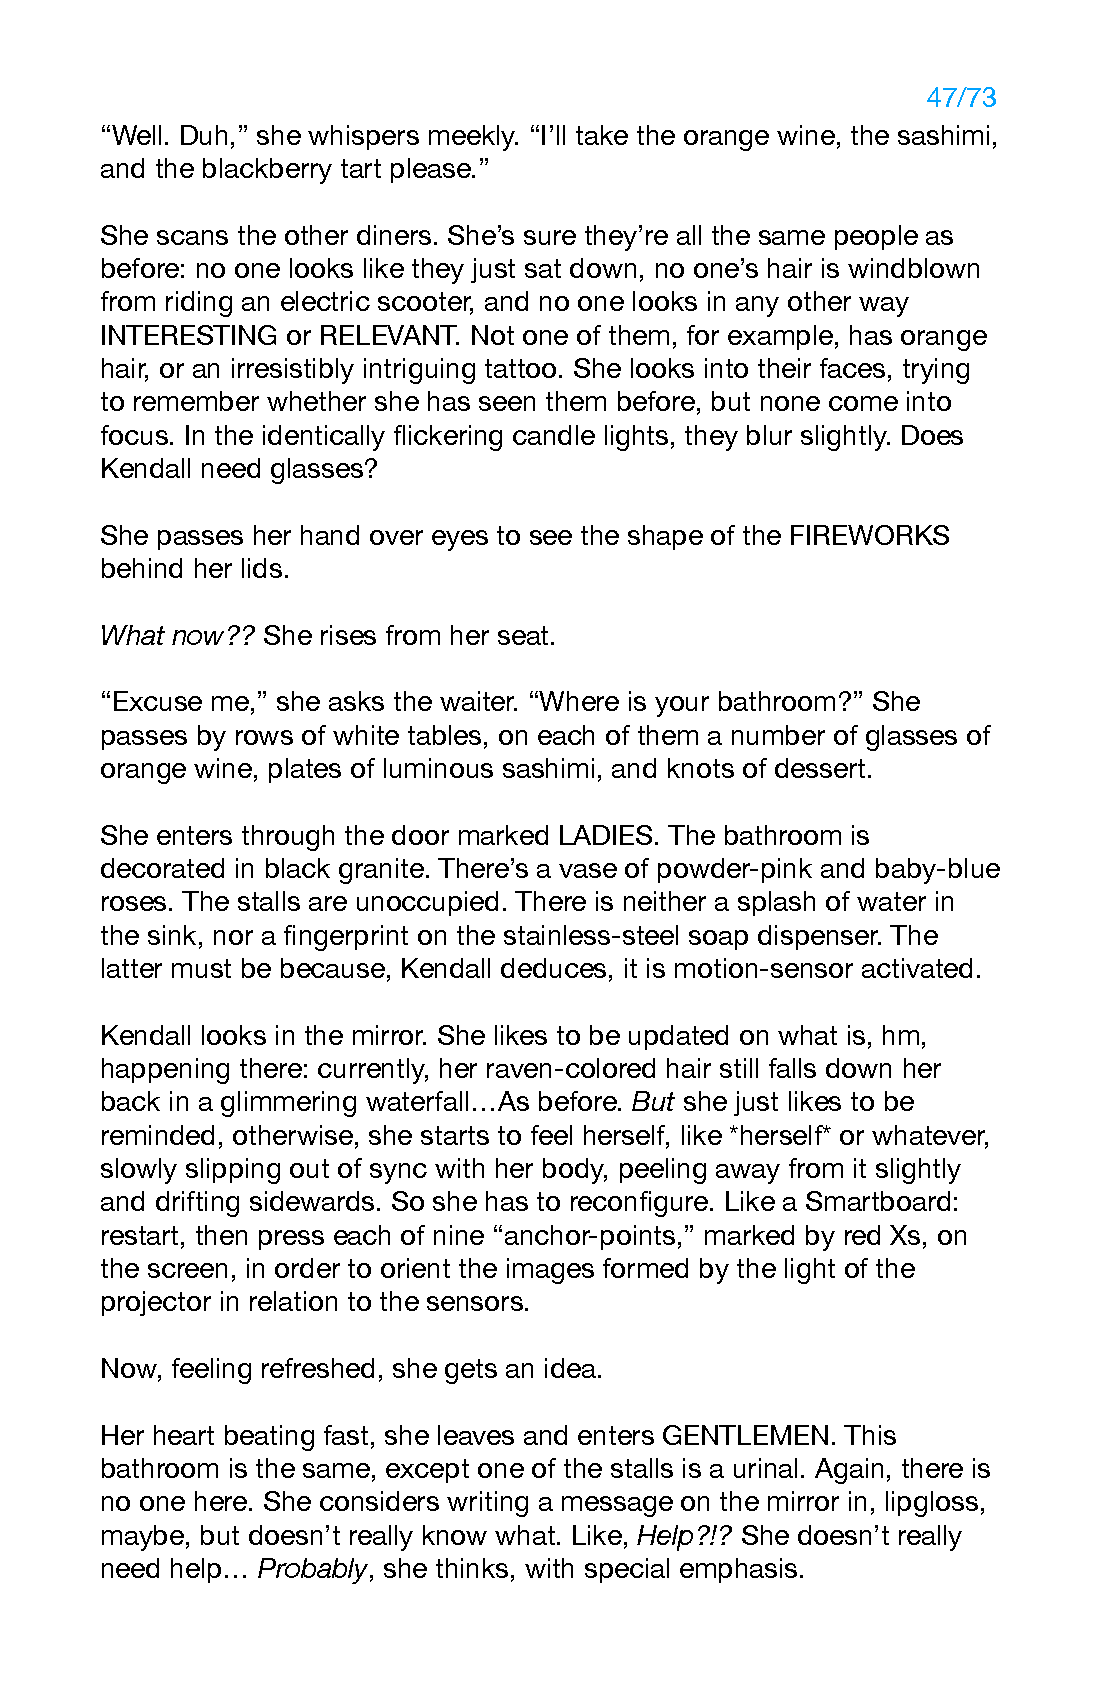 47/73
“Well. Duh,” she whispers meekly. “I’ll take the orange wine, the sashimi,
and the blackberry tart please.”
She scans the other diners. She’s sure they’re all the same people as
before: no one looks like they just sat down, no one’s hair is windblown
from riding an electric scooter, and no one looks in any other way
INTERESTING or RELEVANT. Not one of them, for example, has orange
hair, or an irresistibly intriguing tattoo. She looks into their faces, trying
to remember whether she has seen them before, but none come into
focus. In the identically flickering candle lights, they blur slightly. Does
Kendall need glasses?
She passes her hand over eyes to see the shape of the FIREWORKS
behind her lids.
What now?? She rises from her seat.
“Excuse me,” she asks the waiter. “Where is your bathroom?” She
passes by rows of white tables, on each of them a number of glasses of
orange wine, plates of luminous sashimi, and knots of dessert.
She enters through the door marked LADIES. The bathroom is
decorated in black granite. There’s a vase of powder-pink and baby-blue
roses. The stalls are unoccupied. There is neither a splash of water in
the sink, nor a fingerprint on the stainless-steel soap dispenser. The
latter must be because, Kendall deduces, it is motion-sensor activated.
Kendall looks in the mirror. She likes to be updated on what is, hm,
happening there: currently, her raven-colored hair still falls down her
back in a glimmering waterfall…As before. But she just likes to be
reminded, otherwise, she starts to feel herself, like *herself* or whatever,
slowly slipping out of sync with her body, peeling away from it slightly
and drifting sidewards. So she has to reconfigure. Like a Smartboard:
restart, then press each of nine “anchor-points,” marked by red Xs, on
the screen, in order to orient the images formed by the light of the
projector in relation to the sensors.
Now, feeling refreshed, she gets an idea.
Her heart beating fast, she leaves and enters GENTLEMEN. This
bathroom is the same, except one of the stalls is a urinal. Again, there is
no one here. She considers writing a message on the mirror in, lipgloss,
maybe, but doesn’t really know what. Like, Help?!? She doesn’t really
need help… Probably, she thinks, with special emphasis.